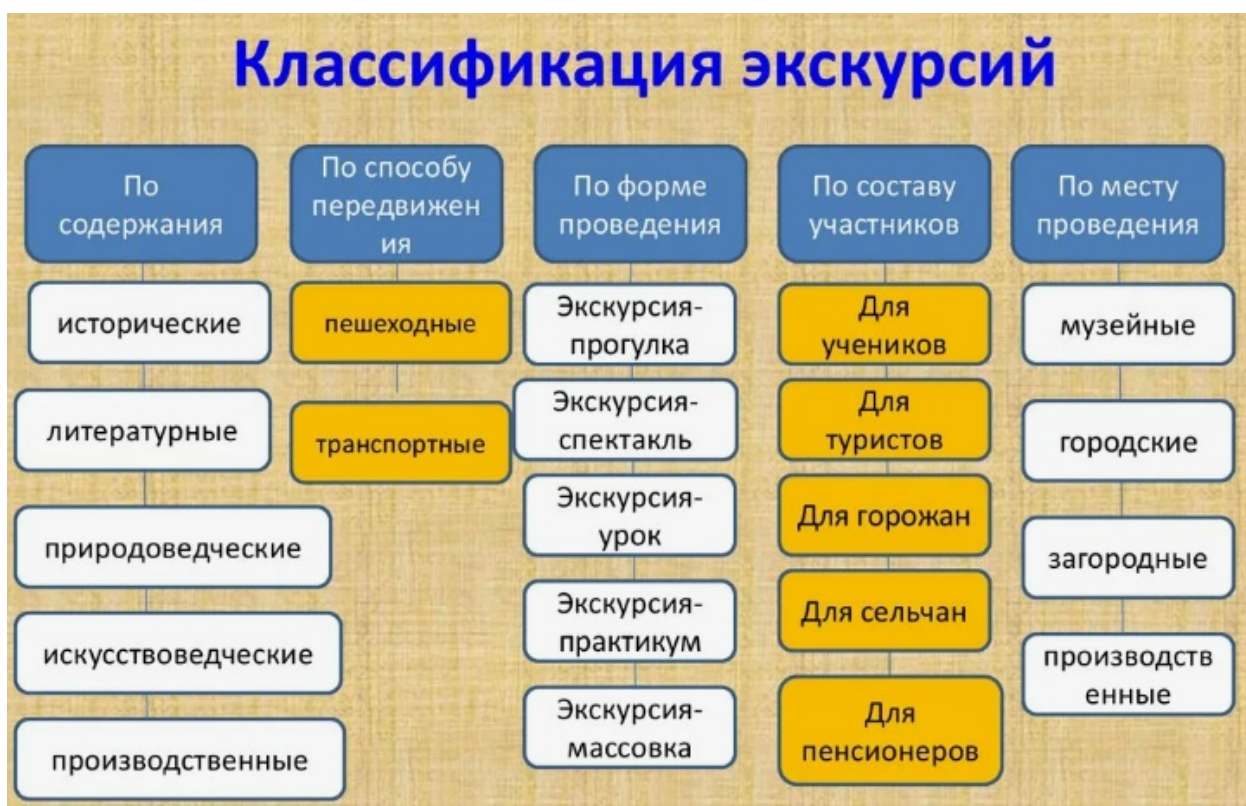 Классификация экскурсий
По
содержания
исторические
литературные
природоведческие
искусствоведческие
производственные
По способу
передвижен
ия
пешеходные
транспортные
По форме
проведения
Экскурсия-
прогулка
Экскурсия-
спектакль
Экскурсия-
урок
Экскурсия-
практикум
Экскурсия-
массовка
По составу
участников
Для
учеников
Для
туристов
Для горожан
Для сельчан
Для
пенсионеров
По месту
проведения
музейные
городские
загородные
производств
енные